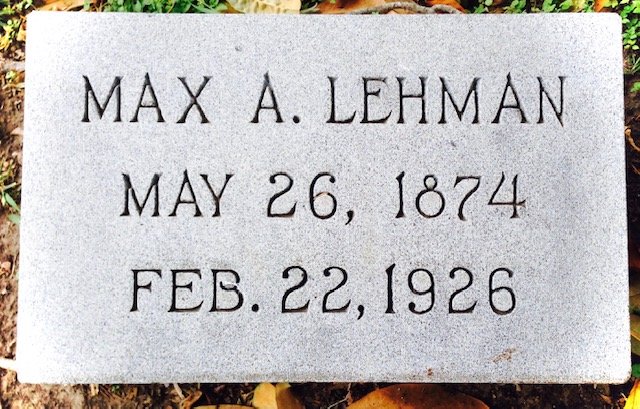 MAX A. LEHMAN
MAY 26, 1874
FEB. 22, 1926